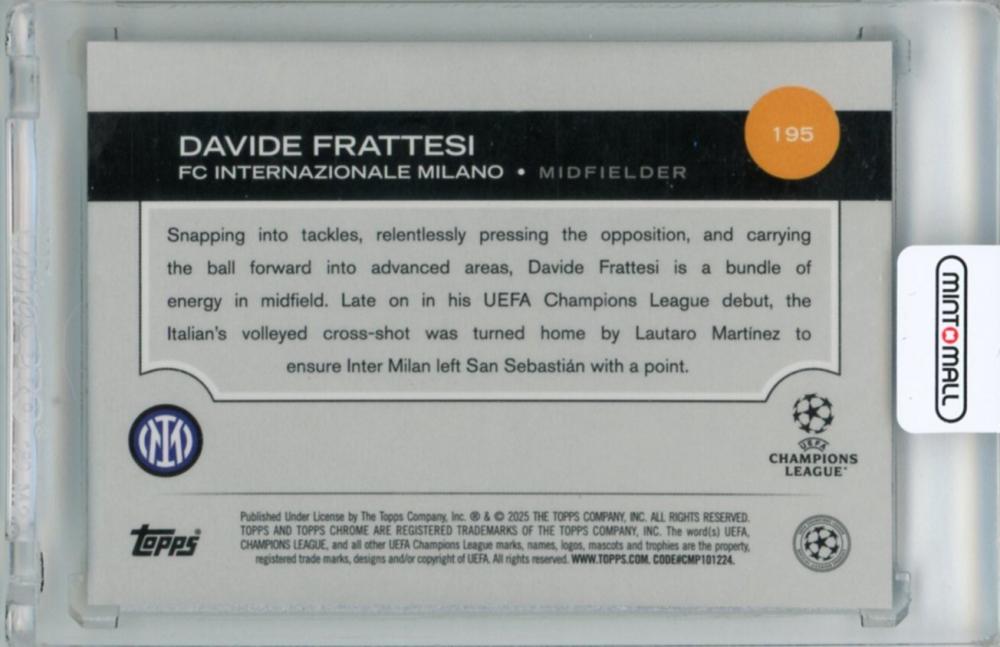 DAVIDE FRATTESI
FC INTERNAZIONALE MILANO • MIDFIELDER
195
Snapping into tackles, relentlessly pressing the opposition, and carrying
the ball forward into advanced areas, Davide Frattesi is a bundle of
energy in midfield. Late on in his UEFA Champions League debut, the
Italian's volleyed cross-shot was turned home by Lautaro Martínez to
ensure Inter Milan left San Sebastián with a point.
UEFA
CHAMPIONS
LEAGUE
topps®
Published Under License by The Topps Company, Inc. ® & © 2025 THE TOPPS COMPANY, INC. ALL RIGHTS RESERVED.
TOPPS AND TOPPS CHROME ARE REGISTERED TRADEMARKS OF THE TOPPS COMPANY, INC. The word(s) UEFA,
CHAMPIONS LEAGUE, and all other UEFA Champions League marks, names, logos, mascots and trophies are the property,
registered trade marks, designs and/or copyright of UEFA. All rights reserved. WWW.TOPPS.COM. CODE#CMP101224.
MINTOMALL